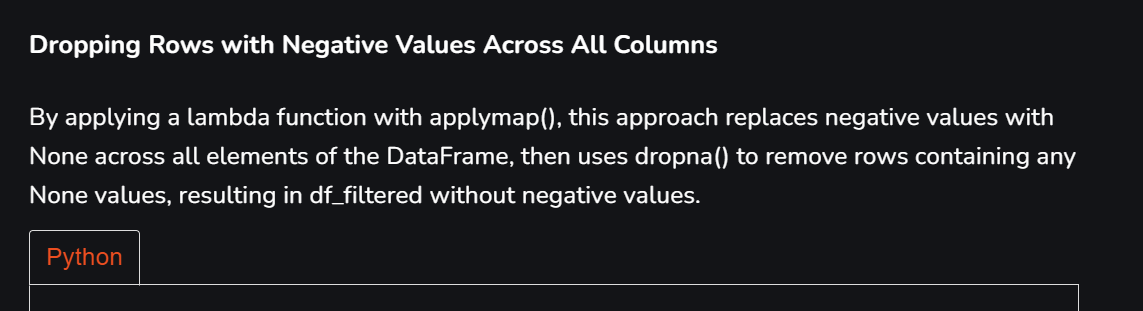 Dropping Rows with Negative Values Across All Columns
By applying a lambda function with applymap(), this approach replaces negative values with
None across all elements of the DataFrame, then uses dropna() to remove rows containing any
None values, resulting in df_filtered without negative values.
Python